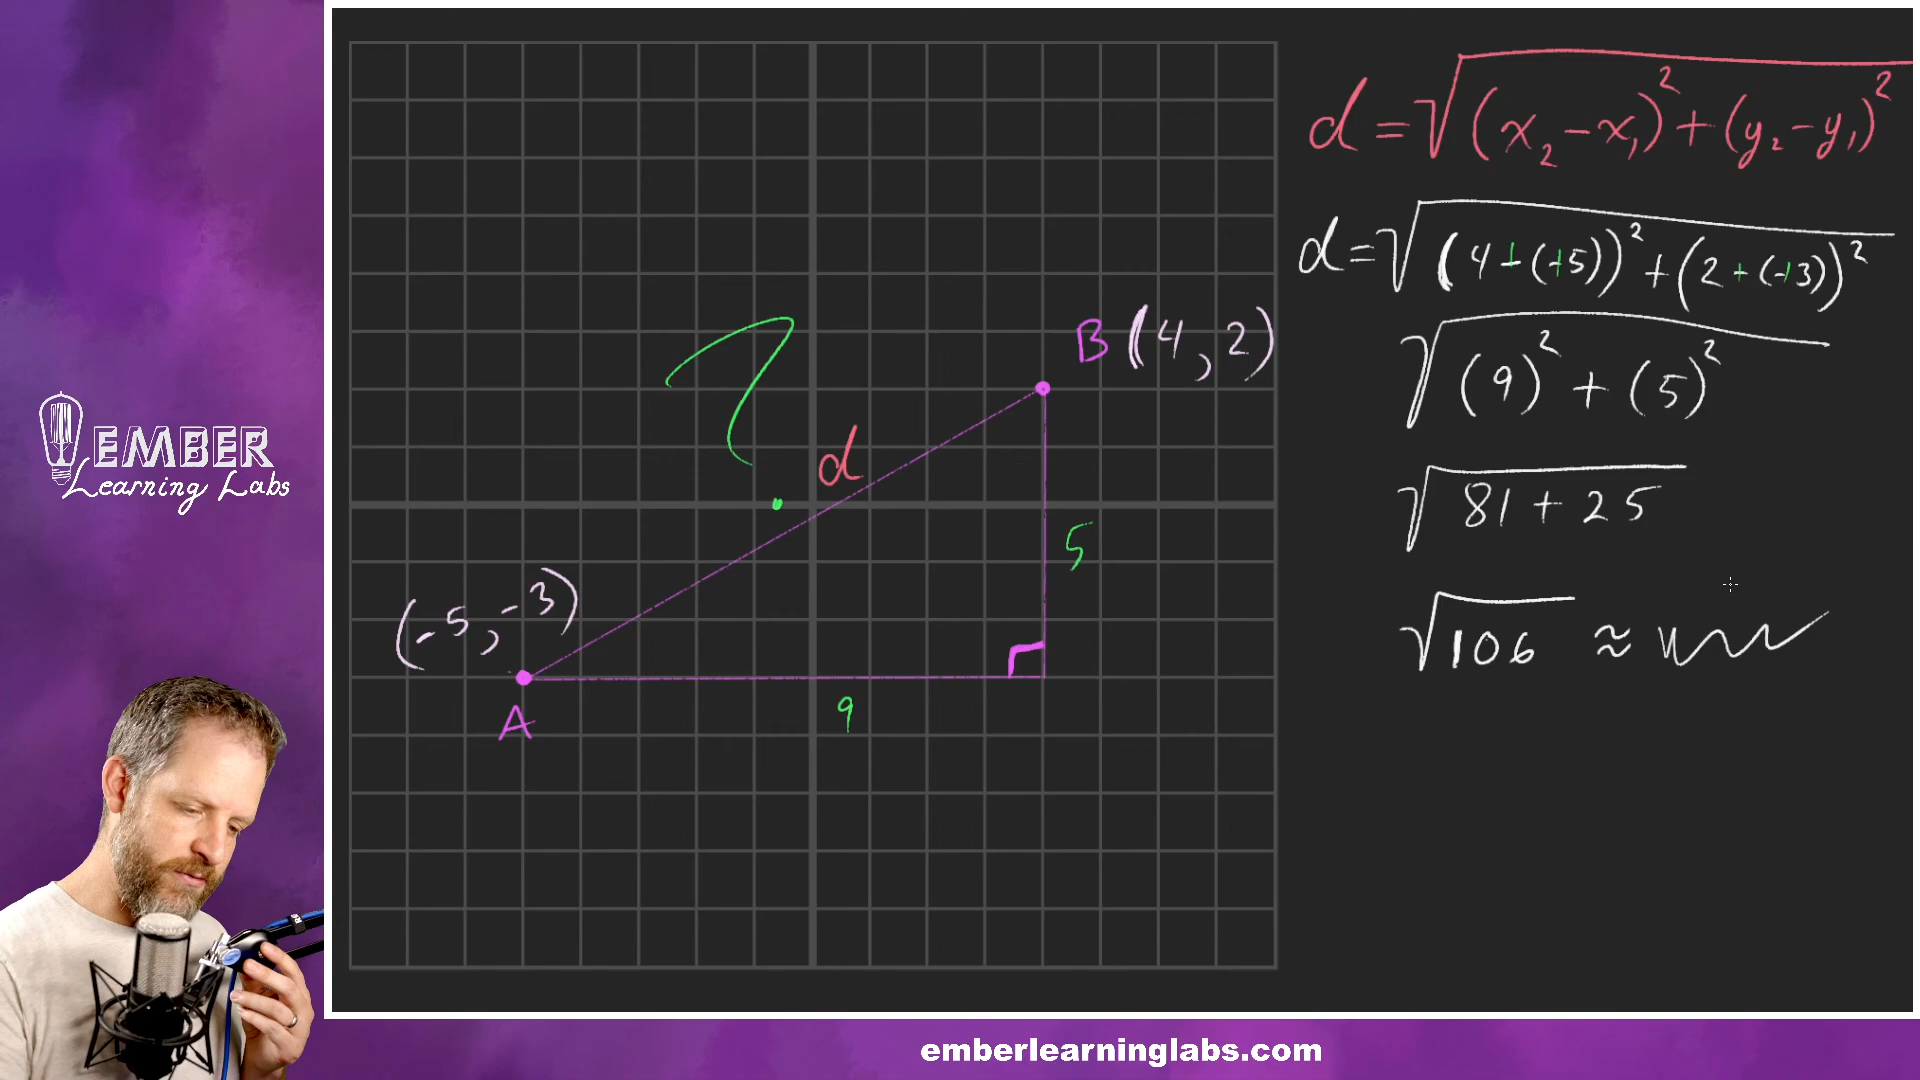 EMBER
Learning Labs
d = √(x₂ - x₁)² + (y₂ - y₁)²
d = √(4 + (+5))² + (2 + (+3))²
√(9)² + (5)²
√81 + 25
√106 ≈
B (4, 2)
?
d
5
(-5, -3)
A
9
emberlearninglabs.com